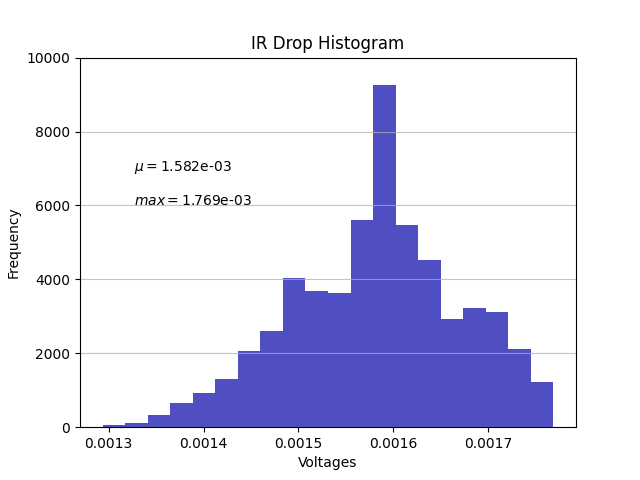 IR Drop Histogram
10000
8000
6000
4000
2000
0
Frequency
μ = 1.582e-03
max = 1.769e-03
0.0013 0.0014 0.0015 0.0016 0.0017
Voltages